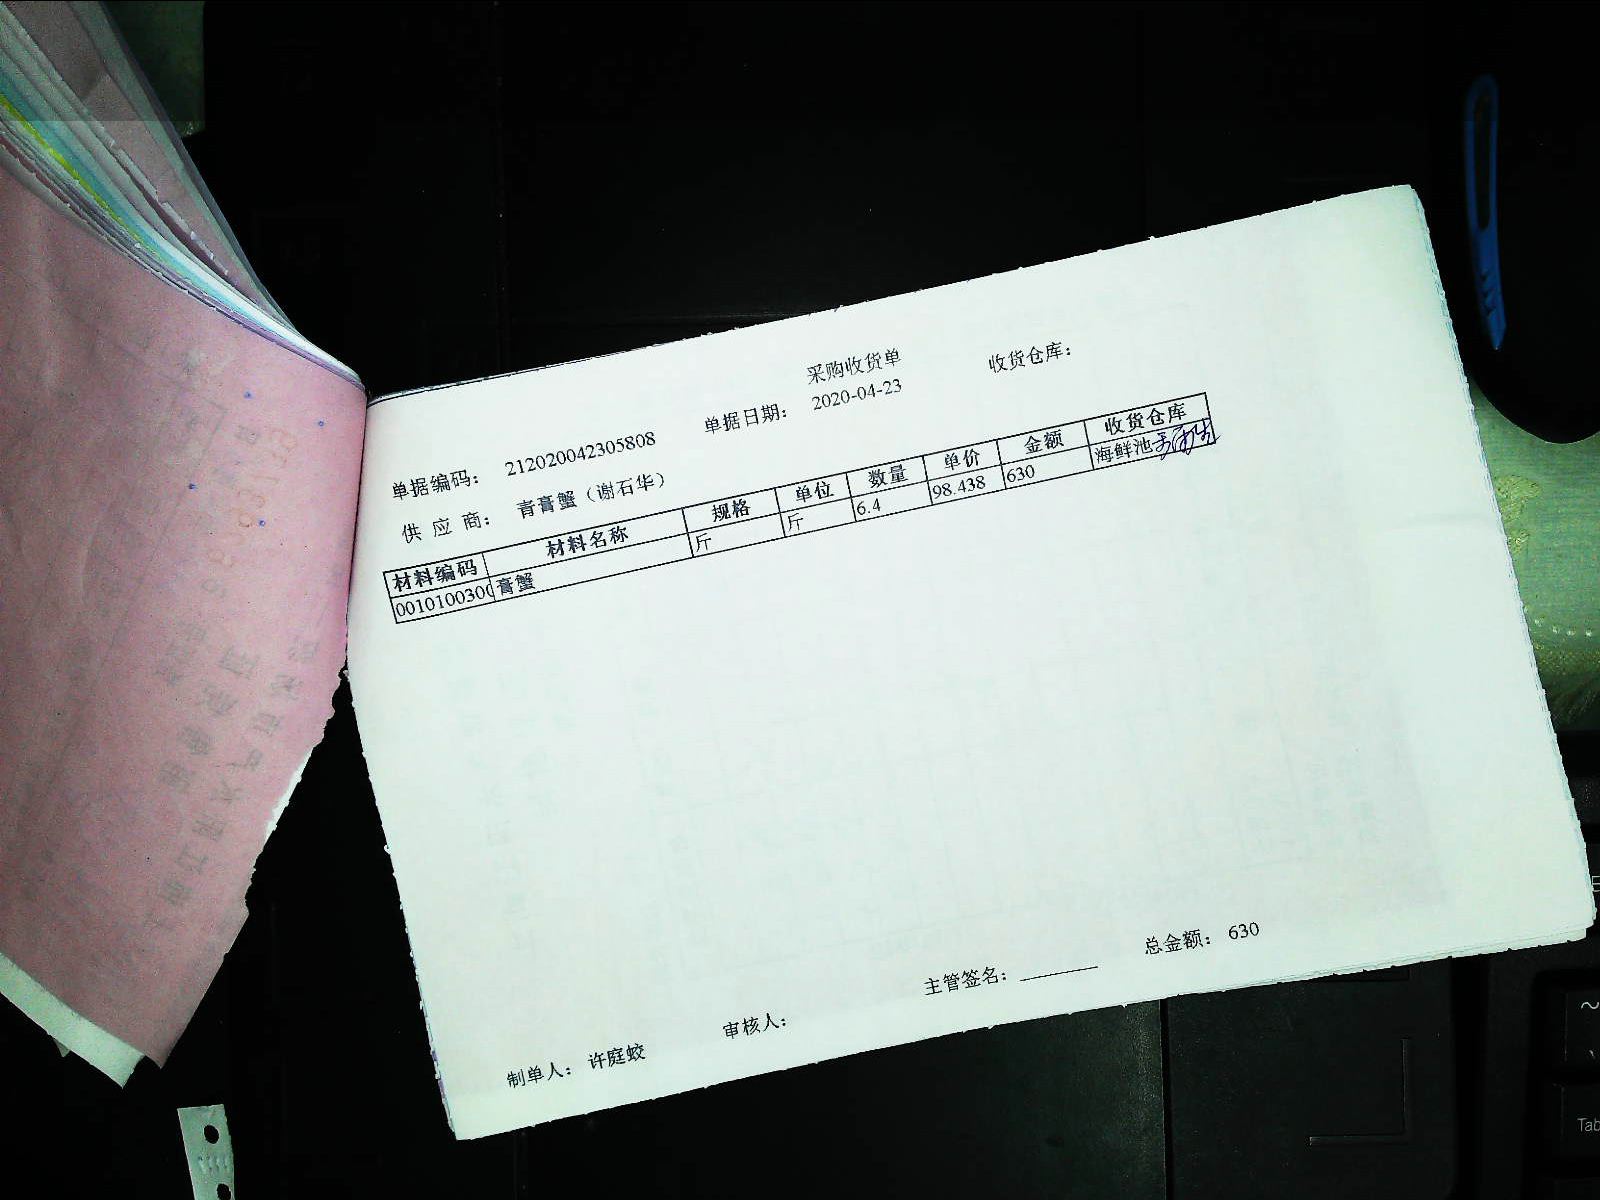 采购收货单
单据编码： 212020042305808 单据日期： 2020-04-23 收货仓库：
供 应 商： 青膏蟹（谢石华）
材料编码 材料名称 规格 单位 数量 单价 金额 收货仓库
0010100300 膏蟹 斤 斤 6.4 98.438 630 海鲜池
制单人： 许庭蛟 审核人： 主管签名： 总金额： 630
Tab